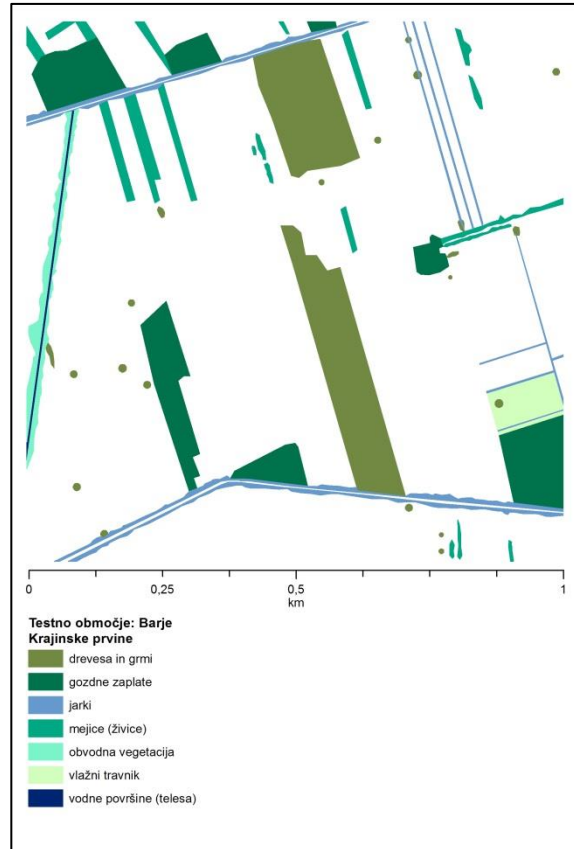 0 0,25 0,5 1
km
Testno območje: Barje
Krajinske prvine
drevesa in grmi
gozdne zaplate
jarki
mejice (živice)
obvodna vegetacija
vlažni travnik
vodne površine (telesa)